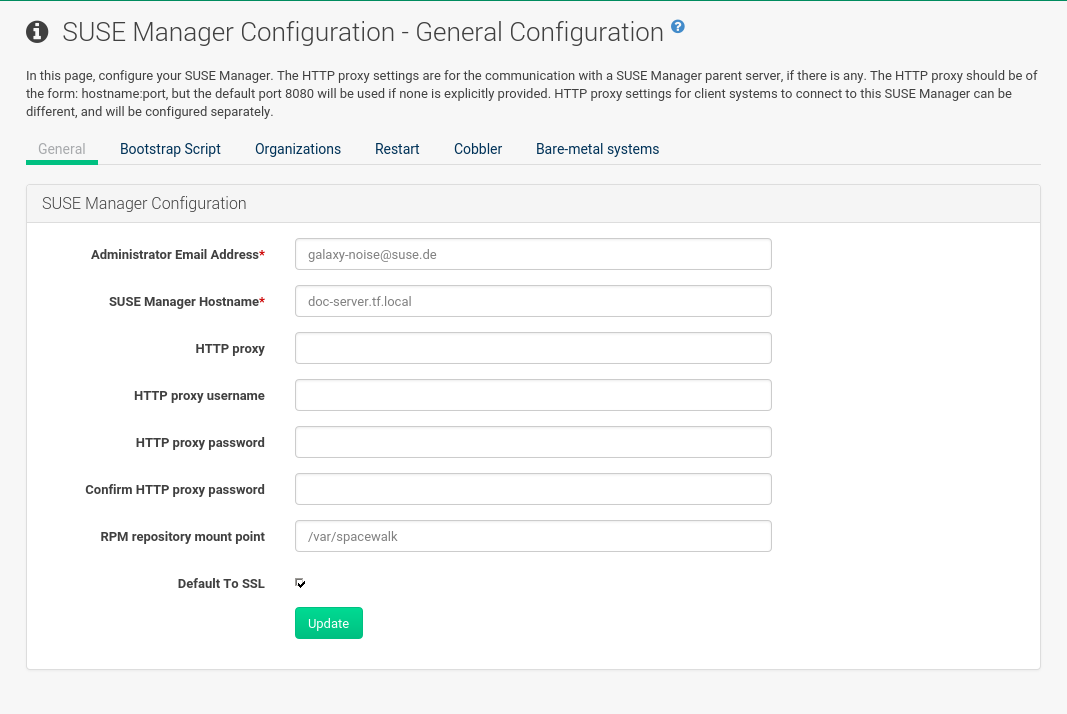 SUSE Manager Configuration - General Configuration ?
In this page, configure your SUSE Manager. The HTTP proxy settings are for the communication with a SUSE Manager parent server, if there is any. The HTTP proxy should be of
the form: hostname:port, but the default port 8080 will be used if none is explicitly provided. HTTP proxy settings for client systems to connect to this SUSE Manager can be
different, and will be configured separately.
General Bootstrap Script Organizations Restart Cobbler Bare-metal systems
SUSE Manager Configuration
Administrator Email Address* galaxy-noise@suse.de
SUSE Manager Hostname* doc-server.tf.local
HTTP proxy
HTTP proxy username
HTTP proxy password
Confirm HTTP proxy password
RPM repository mount point /var/spacewalk
Default To SSL
Update